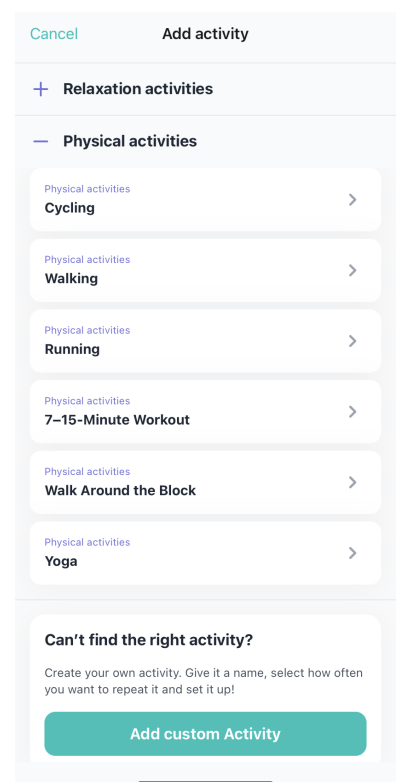 Cancel
Add activity
Relaxation activities
Physical activities
Physical activities
Cycling
Physical activities
Walking
Physical activities
Running
Physical activities
7–15-Minute Workout
Physical activities
Walk Around the Block
Physical activities
Yoga
Can’t find the right activity?
Create your own activity. Give it a name, select how often
you want to repeat it and set it up!
Add custom Activity